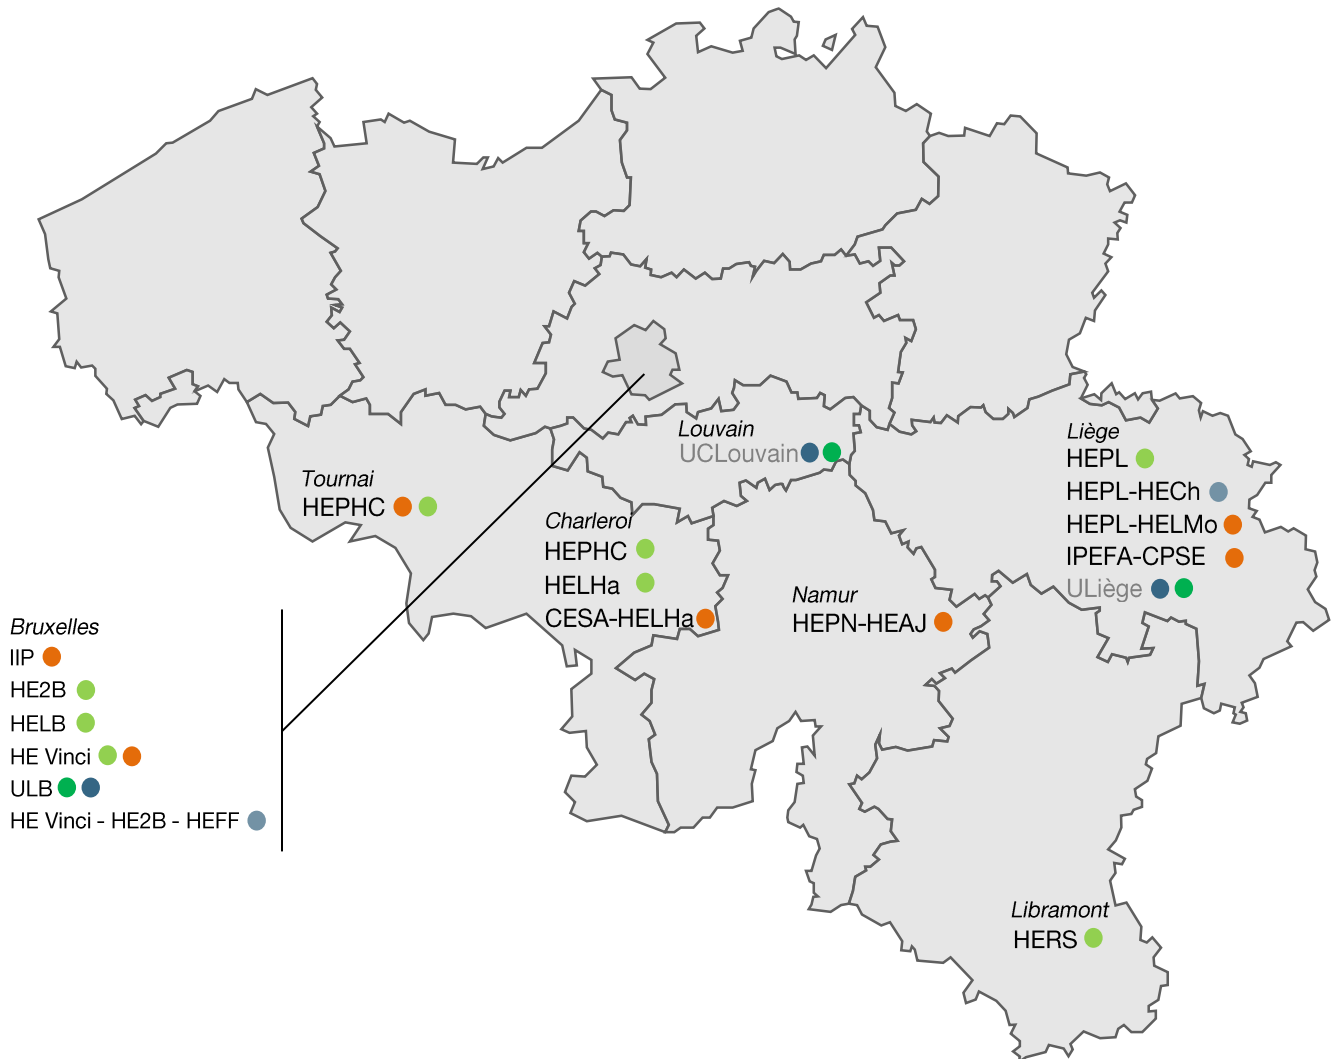 Louvain
UCLouvain
Liège
HEPL
HEPL-HECh
HEPL-HELMo
IPEFA-CPSE
ULiège
Tournai
HEPHC
Charleroi
HEPHC
HELHa
CESA-HELHa
Namur
HEPN-HEAJ
Bruxelles
IIP
HE2B
HELB
HE Vinci
ULB
HE Vinci - HE2B - HEFF
Libramont
HERS